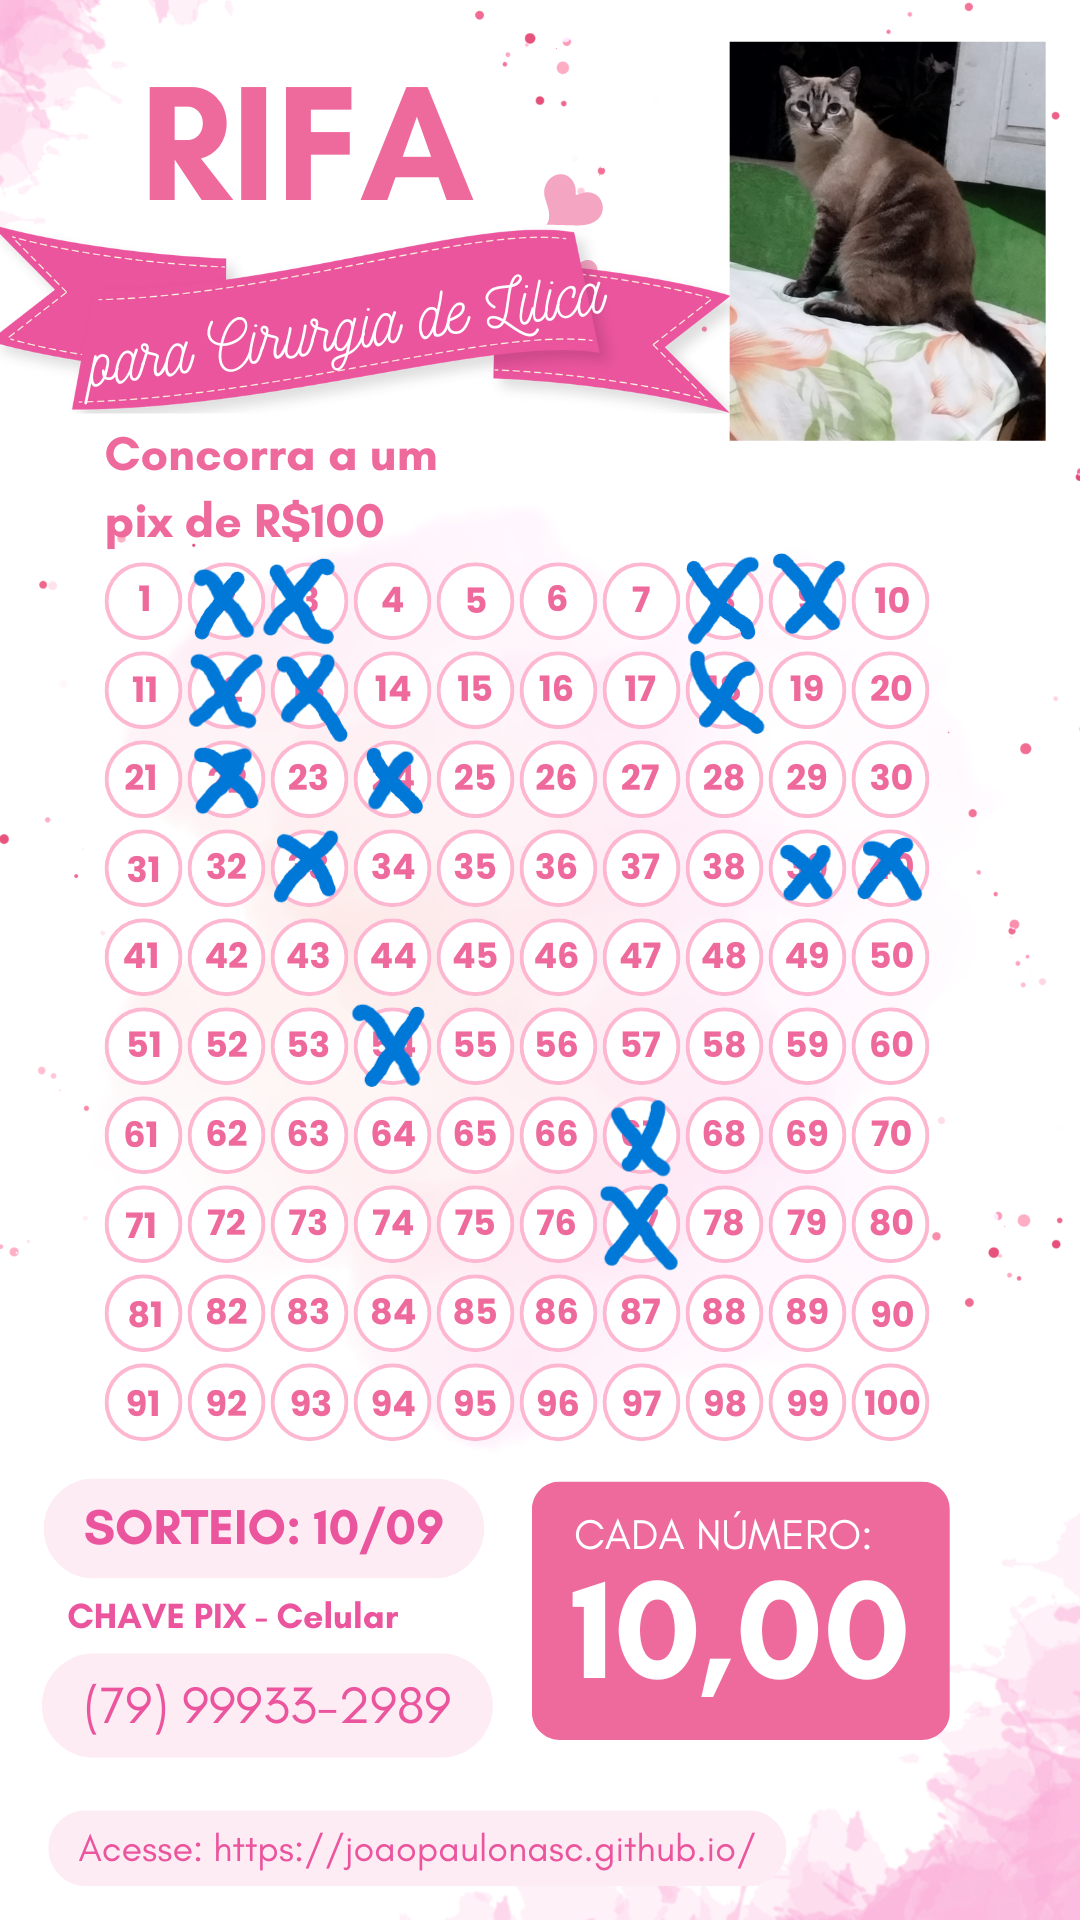 RIFA
para Cirurgia de Lilica
Concorra a um
pix de R$100
1 4 5 6 7 10
11 14 15 16 17 19 20
21 23 25 26 27 28 29 30
31 32 34 35 36 37 38
41 42 43 44 45 46 47 48 49 50
51 52 53 55 56 57 58 59 60
61 62 63 64 65 66 68 69 70
71 72 73 74 75 76 78 79 80
81 82 83 84 85 86 87 88 89 90
91 92 93 94 95 96 97 98 99 100
SORTEIO: 10/09
CHAVE PIX - Celular
(79) 99933-2989
CADA NÚMERO:
10,00
Acesse: https://joaopaulonasc.github.io/